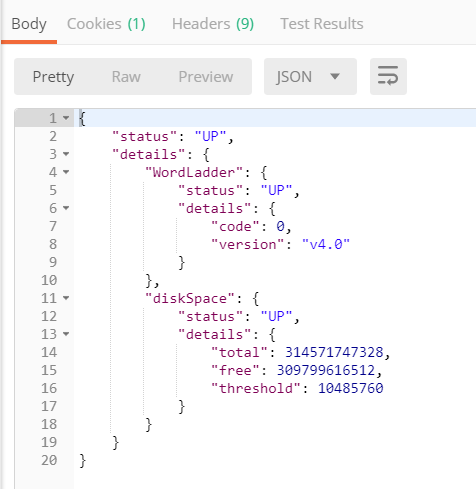 Body Cookies (1) Headers (9) Test Results
Pretty Raw Preview JSON
1 {
2 "status": "UP",
3 "details": {
4 "WordLadder": {
5 "status": "UP",
6 "details": {
7 "code": 0,
8 "version": "v4.0"
9 }
10 },
11 "diskSpace": {
12 "status": "UP",
13 "details": {
14 "total": 314571747328,
15 "free": 309799616512,
16 "threshold": 10485760
17 }
18 }
19 }
20 }